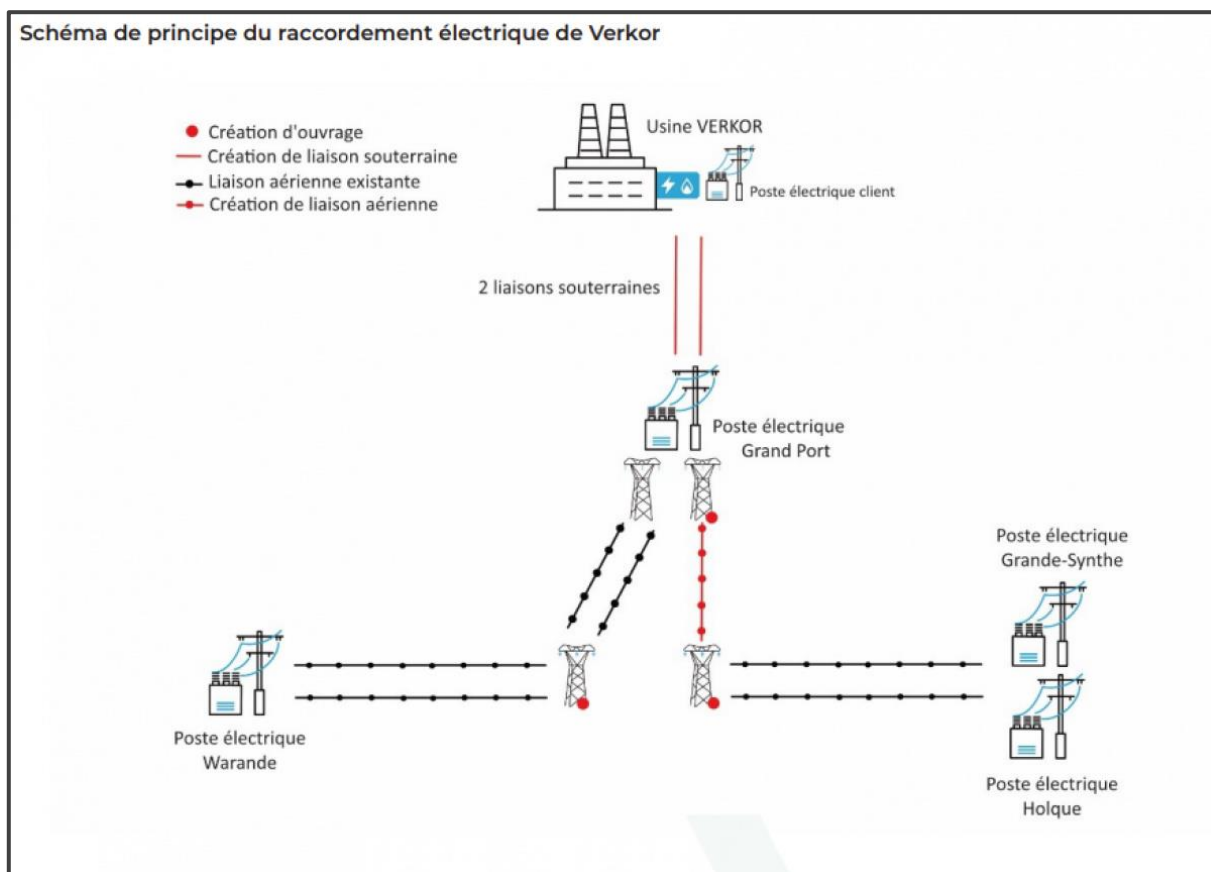 Schéma de principe du raccordement électrique de Verkor
Création d'ouvrage
Création de liaison souterraine
Liaison aérienne existante
Création de liaison aérienne
Usine VERKOR
Poste électrique client
2 liaisons souterraines
Poste électrique
Grand Port
Poste électrique
Grande-Synthe
Poste électrique
Warande
Poste électrique
Holque